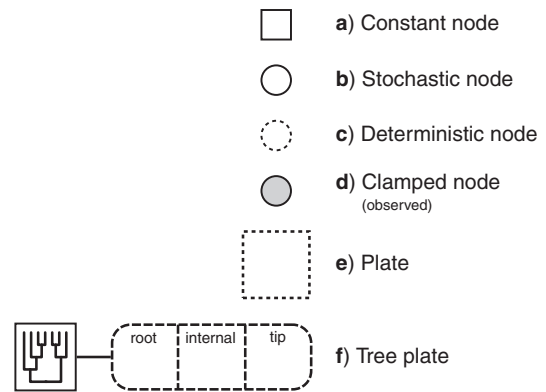 a) Constant node
b) Stochastic node
c) Deterministic node
d) Clamped node
(observed)
e) Plate
root internal tip
f) Tree plate